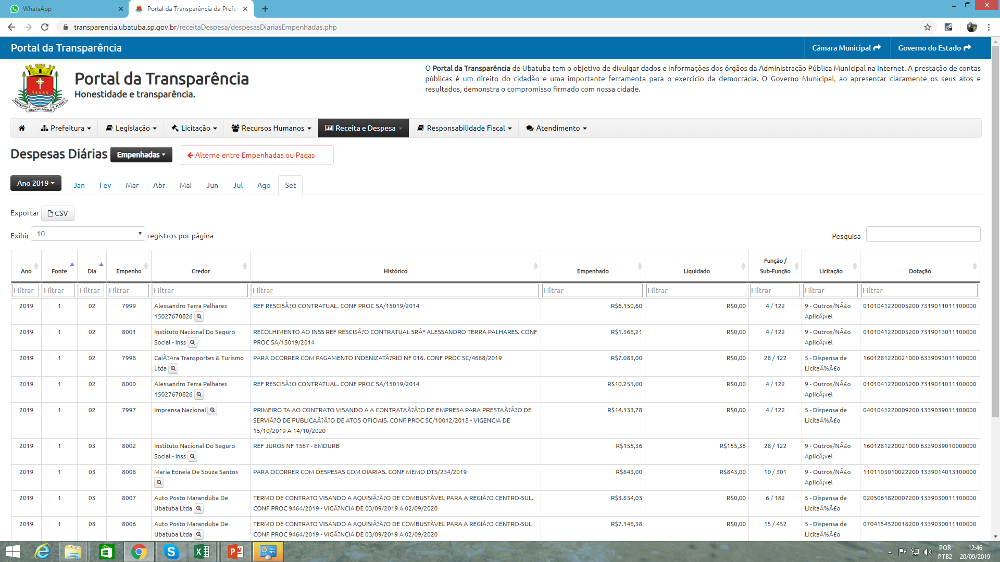 WhatsApp
Portal da Transparência da Prefei
transparencia.ubatuba.sp.gov.br/receitaDespesa/despesasDiariasEmpenhadas.php
Portal da Transparência
Câmara Municipal
Governo do Estado
Portal da Transparência
Honestidade e transparência.
O Portal da Transparência de Ubatuba tem o objetivo de divulgar dados e informações dos órgãos da Administração Pública Municipal na Internet. A prestação de contas
públicas é um direito do cidadão e uma importante ferramenta para o exercício da democracia. O Governo Municipal, ao apresentar claramente os seus atos e
resultados, demonstra o compromisso firmado com nossa cidade.
Prefeitura Legislação Licitação Recursos Humanos Receita e Despesa Responsabilidade Fiscal Atendimento
Despesas Diárias Empenhadas Alterne entre Empenhadas ou Pagas
Ano 2019 Jan Fev Mar Abr Mai Jun Jul Ago Set
Exportar CSV
Exibir 10 registros por página Pesquisa
Ano Fonte Dia Empenho Credor Histórico Empenhado Liquidado Função / Sub-Função Licitação Dotação
Filtrar Filtrar Filtrar Filtrar Filtrar Filtrar Filtrar Filtrar Filtrar Filtrar Filtrar
2019 1 02 7999 Alessandro Terra Palhares REF RESCISÃ?O CONTRATUAL. CONF PROC SA/15019/2014 R$6.150,60 R$0,00 4 / 122 9 - Outros/NÃ£o 0101041220005200 7319011011100000
15027670826 AplicÃ¡vel
2019 1 02 8001 Instituto Nacional Do Seguro RECOLHIMENTO AO INSS REF RESCISÃ?O CONTRATUAL SRÂº ALESSANDRO TERRA PALHARES. CONF R$1.368,21 R$0,00 4 / 122 9 - Outros/NÃ£o 0101041220005200 7319013011100000
Social - Inss PROC SA/15019/2014 AplicÃ¡vel
2019 1 02 7998 CaiÃ?Ara Transportes & Turismo PARA OCORRER COM PAGAMENTO INDENIZATÃ?RIO NF 016. CONF PROC SC/4688/2019 R$7.083,00 R$0,00 28 / 122 5 - Dispensa de 1601281220021000 6339093011100000
Ltda LicitaÃ%Ã£o
2019 1 02 8000 Alessandro Terra Palhares REF RESCISÃ?O CONTRATUAL. CONF PROC SA/15019/2014 R$10.251,00 R$0,00 4 / 122 9 - Outros/NÃ£o 0101041220005200 7319011011100000
15027670826 AplicÃ¡vel
2019 1 02 7997 Imprensa Nacional PRIMEIRO TA AO CONTRATO VISANDO A A CONTRATAÃ?Ã?O DE EMPRESA PARA PRESTAÃ?Ã?O DE R$14.133,78 R$0,00 4 / 122 5 - Dispensa de 0401041220009200 1339039011100000
SERVIÃ?O DE PUBLICAÃ?Ã?O DE ATOS OFICIAIS. CONF PROC SC/10012/2018 - VIGENCIA DE LicitaÃ%Ã£o
15/10/2019 A 14/10/2020
2019 1 03 8002 Instituto Nacional Do Seguro REF JUROS NF 1567 - EMDURB R$155,36 R$155,36 28 / 122 9 - Outros/NÃ£o 1601281220021000 6339039010000000
Social - Inss AplicÃ¡vel
2019 1 03 8008 Maria Edneia De Souza Santos PARA OCORRER COM DESPESAS COM DIARIAS. CONF MEMO DTS/234/2019 R$843,00 R$843,00 10 / 301 9 - Outros/NÃ£o 1101103010022200 1339014013100000
AplicÃ¡vel
2019 1 03 8007 Auto Posto Maranduba De TERMO DE CONTRATO VISANDO A AQUISIÃ?Ã?O DE COMBUSTÃVEL PARA A REGIÃ?O CENTRO-SUL. R$3.834,03 R$0,00 6 / 182 5 - Dispensa de 0205061820007200 1339030011100000
Ubatuba Ltda CONF PROC 9464/2019 - VIGÃ?NCIA DE 03/09/2019 A 02/09/2020 LicitaÃ%Ã£o
2019 1 03 8006 Auto Posto Maranduba De TERMO DE CONTRATO VISANDO A AQUISIÃ?Ã?O DE COMBUSTÃVEL PARA A REGIÃ?O CENTRO-SUL R$7.148,38 R$0,00 15 / 452 5 - Dispensa de 0704154520018200 1339030011100000
Ubatuba Ltda CONF PROC 9464/2019 - VIGÃ?NCIA DE 03/09/2019 A 02/09/2020 LicitaÃ%Ã£o
POR 12:46
PTB2 20/09/2019